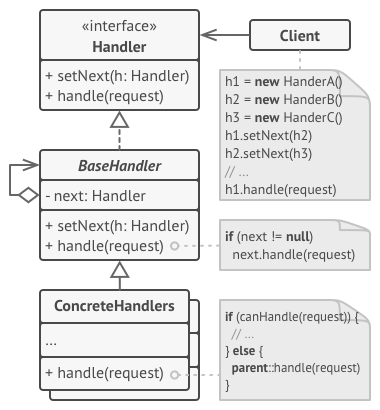 «interface»
Handler
+ setNext(h: Handler)
+ handle(request)
Client
h1 = new HanderA()
h2 = new HanderB()
h3 = new HanderC()
h1.setNext(h2)
h2.setNext(h3)
// ...
h1.handle(request)
BaseHandler
- next: Handler
+ setNext(h: Handler)
+ handle(request)
if (next != null)
next.handle(request)
ConcreteHandlers
...
+ handle(request)
if (canHandle(request)) {
// ...
} else {
parent::handle(request)
}